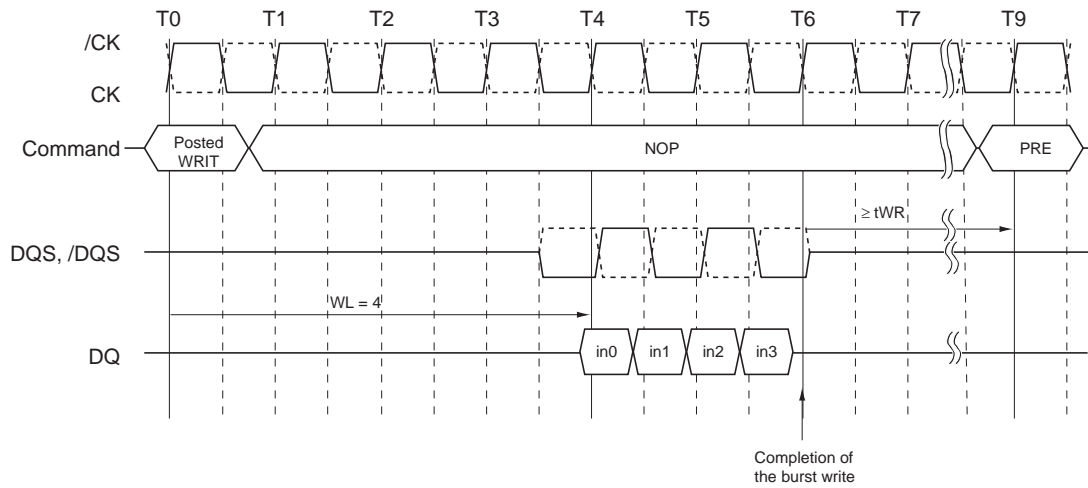 T0 T1 T2 T3 T4 T5 T6 T7 T9
/CK
CK
Command
Posted
WRIT
NOP
PRE
≥ tWR
DQS, /DQS
WL = 4
DQ
in0 in1 in2 in3
Completion of
the burst write